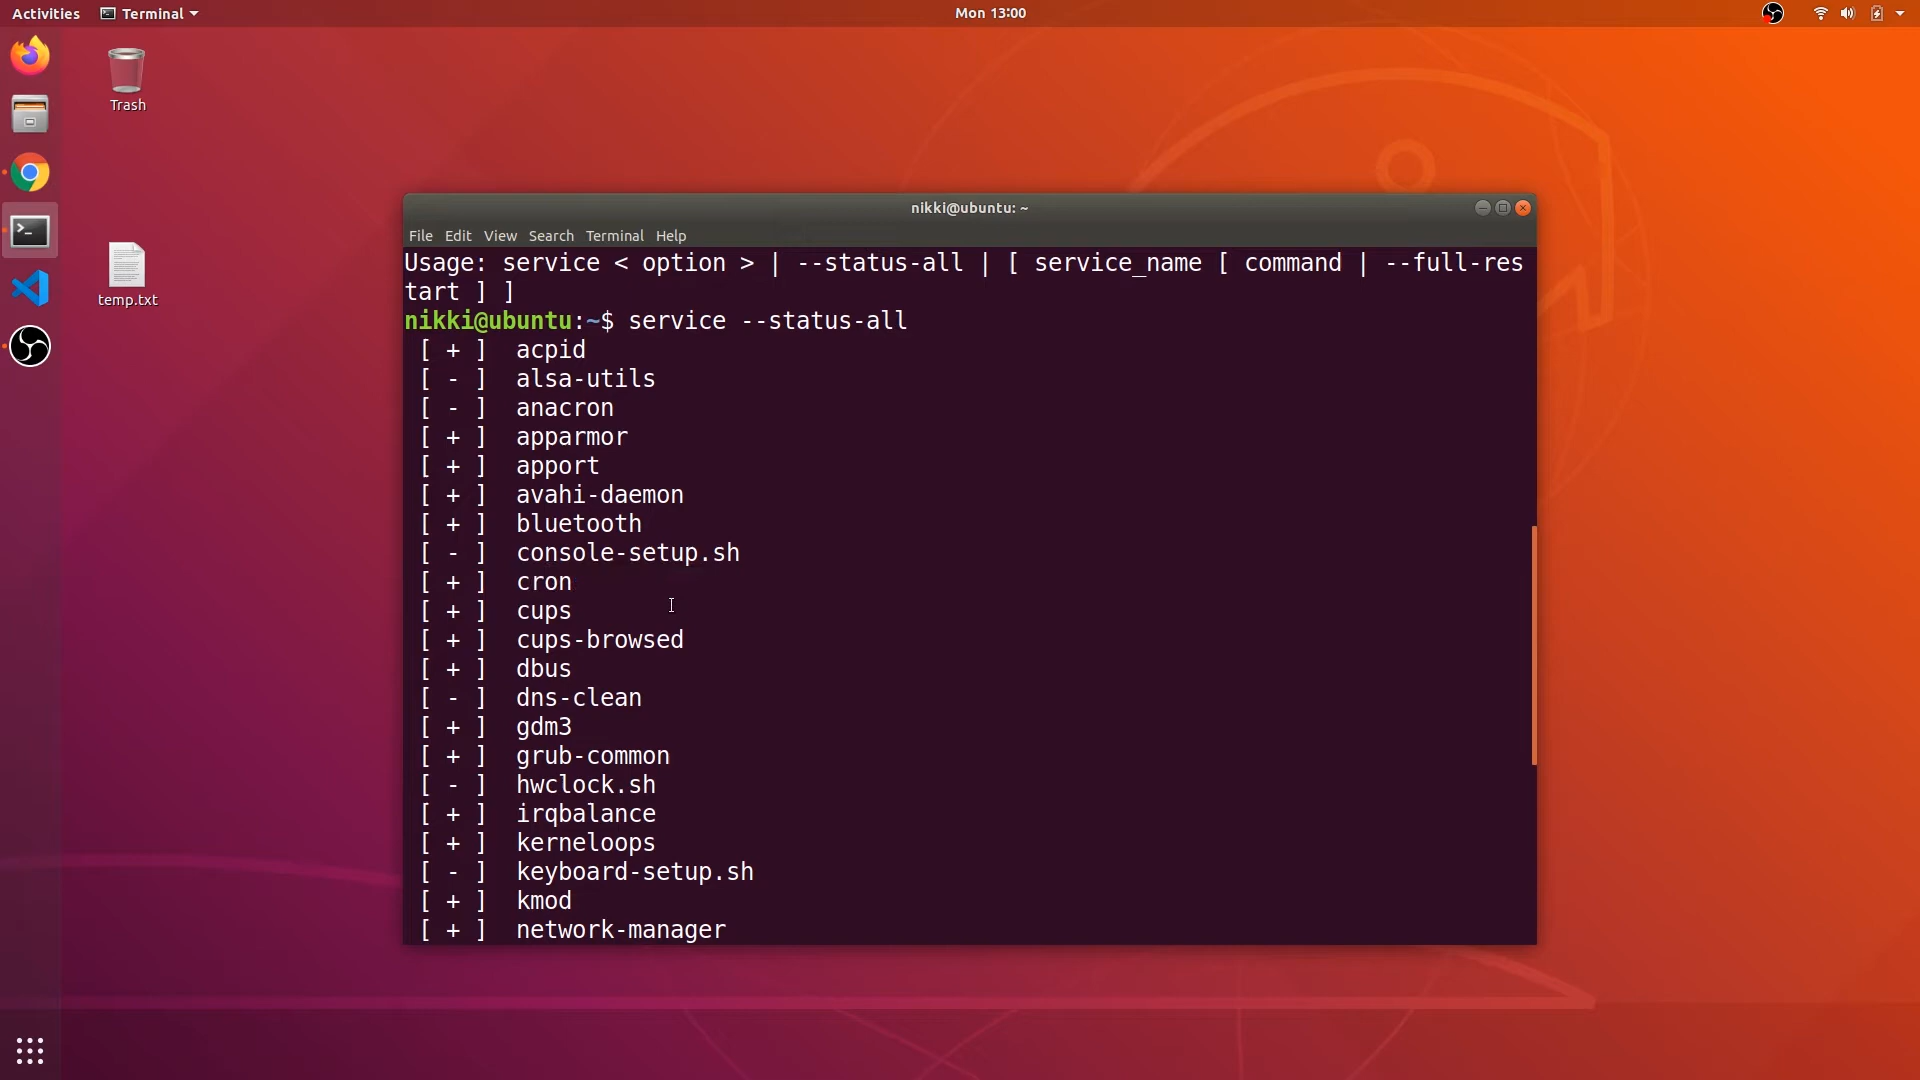 Activities Terminal Mon 13:00
Trash
temp.txt
nikki@ubuntu: ~
File Edit View Search Terminal Help
Usage: service < option > | --status-all | [ service_name [ command | --full-res
tart ] ]
nikki@ubuntu:~$ service --status-all
[ + ] acpid
[ - ] alsa-utils
[ - ] anacron
[ + ] apparmor
[ + ] apport
[ + ] avahi-daemon
[ + ] bluetooth
[ - ] console-setup.sh
[ + ] cron
[ + ] cups
[ + ] cups-browsed
[ + ] dbus
[ - ] dns-clean
[ + ] gdm3
[ + ] grub-common
[ - ] hwclock.sh
[ + ] irqbalance
[ + ] kerneloops
[ - ] keyboard-setup.sh
[ + ] kmod
[ + ] network-manager